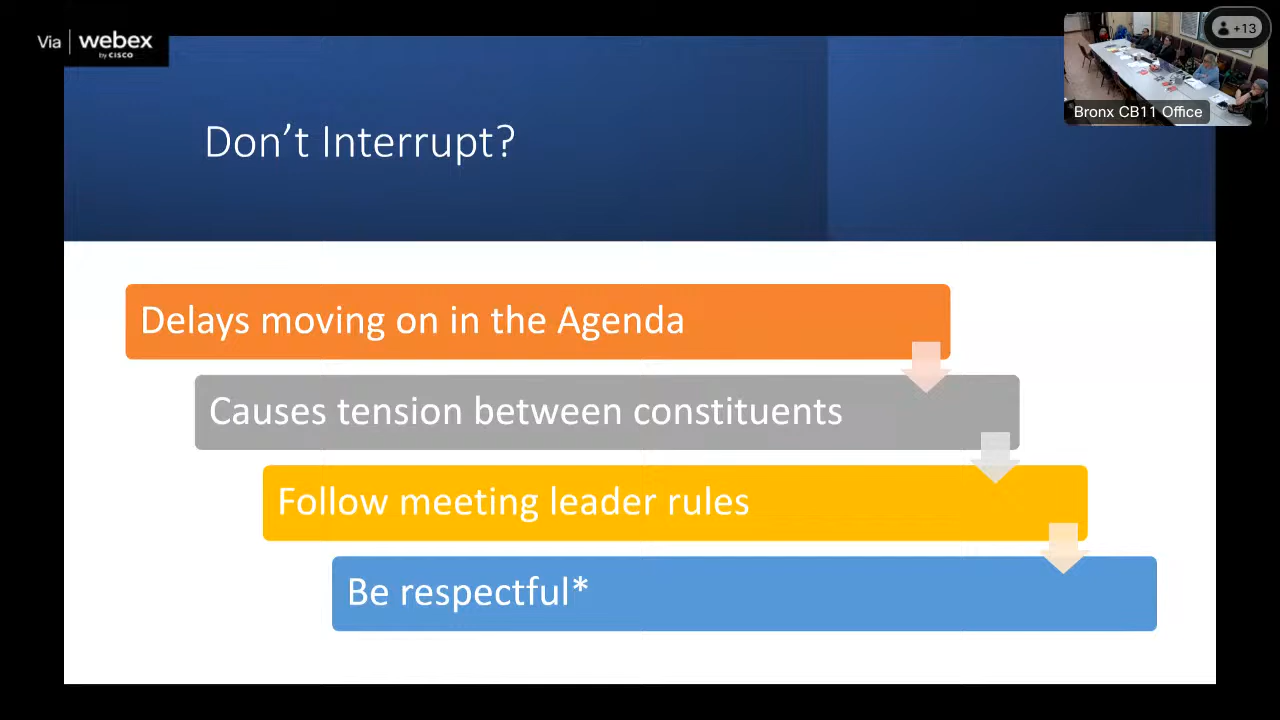 Via webex
by CISCO
+13
Bronx CB11 Office
Don't Interrupt?
Delays moving on in the Agenda
Causes tension between constituents
Follow meeting leader rules
Be respectful*